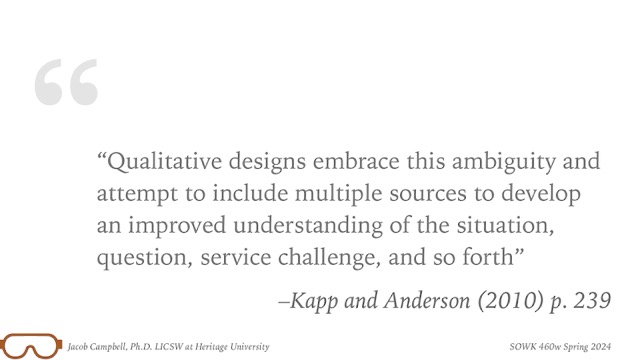 “
“Qualitative designs embrace this ambiguity and
attempt to include multiple sources to develop
an improved understanding of the situation,
question, service challenge, and so forth”
–Kapp and Anderson (2010) p. 239
Jacob Campbell, Ph.D. LICSW at Heritage University
SOWK 460w Spring 2024